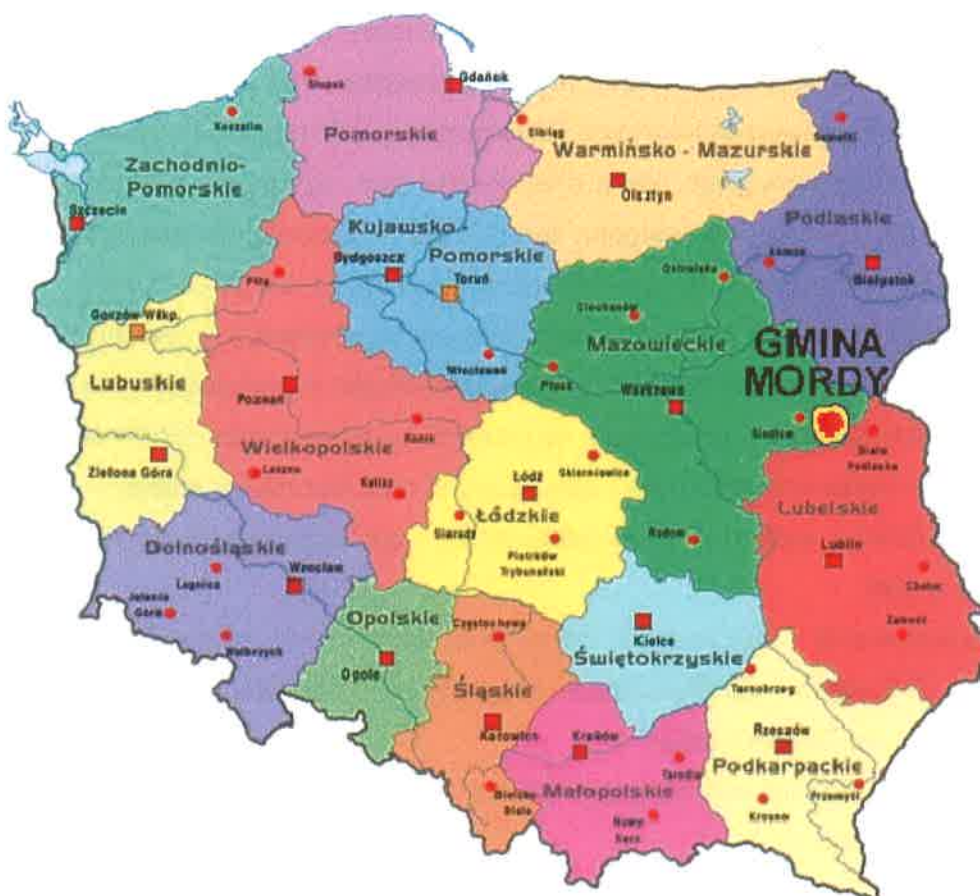 Gdańsk
Słupsk
Koszalin
Pomorskie
Elbląg
Suwałki
Warmińsko - Mazurskie
Olsztyn
Zachodnio-
Pomorskie
Szczecin
Podlaskie
Kujawsko -
Pomorskie
Bydgoszcz
Toruń
Piła
Łomża
Ostrołęka
Białystok
Ciechanów
Gorzów Wlkp.
Mazowieckie
GMINA
MORDY
Włocławek
Płock
Warszawa
Lubuskie
Poznań
Konin
Siedlce
Biała
Podlaska
Wielkopolskie
Zielona Góra
Leszno
Kalisz
Łódź
Skierniewice
Łódzkie
Sieradz
Piotrków
Trybunalski
Radom
Lubelskie
Lublin
Chełm
Zamość
Dolnośląskie
Legnica
Wrocław
Jelenia
Góra
Wałbrzych
Opolskie
Opole
Częstochowa
Kielce
Świętokrzyskie
Śląskie
Katowice
Tarnobrzeg
Rzeszów
Podkarpackie
Przemyśl
Krosno
Kraków
Tarnów
Małopolskie
Nowy
Sącz
Bielsko-
Biała